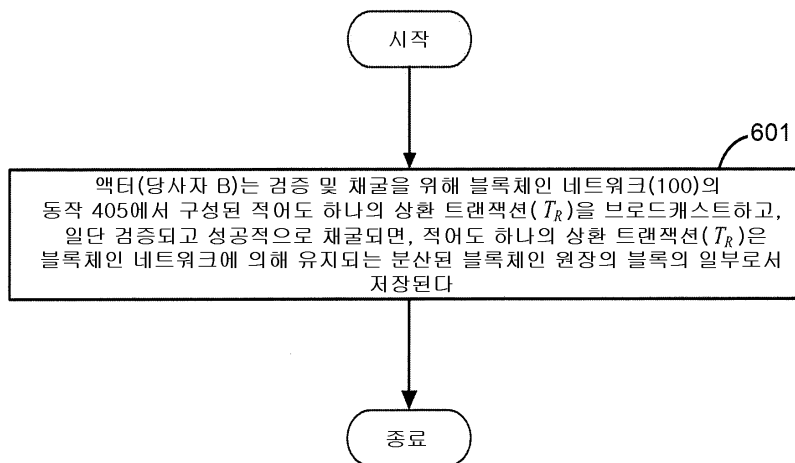 시작
601
액터(당사자 B)는 검증 및 채굴을 위해 블록체인 네트워크(100)의
동작 405에서 구성된 적어도 하나의 상환 트랜잭션(T_R)을 브로드캐스트하고,
일단 검증되고 성공적으로 채굴되면, 적어도 하나의 상환 트랜잭션(T_R)은
블록체인 네트워크에 의해 유지되는 분산된 블록체인 원장의 블록의 일부로서
저장된다
종료